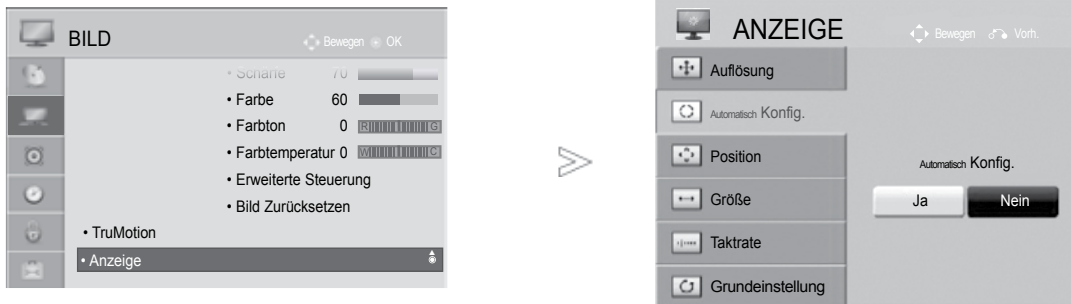 BILD
Bewegen OK
• Schärfe 70
• Farbe 60
• Farbton 0 R G
• Farbtemperatur 0 W C
• Erweiterte Steuerung
• Bild Zurücksetzen
• TruMotion
• Anzeige
ANZEIGE
Bewegen Vorh.
Auflösung
Automatisch Konfig.
Position
Größe
Taktrate
Grundeinstellung
Automatisch Konfig.
Ja Nein